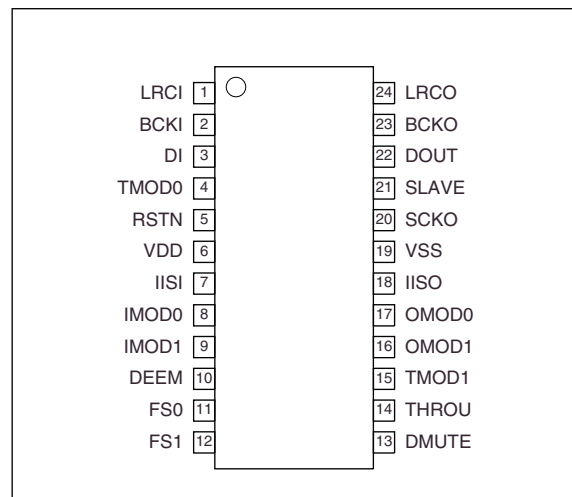 LRCI 1 24 LRCO
BCKI 2 23 BCKO
DI 3 22 DOUT
TMOD0 4 21 SLAVE
RSTN 5 20 SCKO
VDD 6 19 VSS
IISI 7 18 IISO
IMOD0 8 17 OMOD0
IMOD1 9 16 OMOD1
DEEM 10 15 TMOD1
FS0 11 14 THROU
FS1 12 13 DMUTE